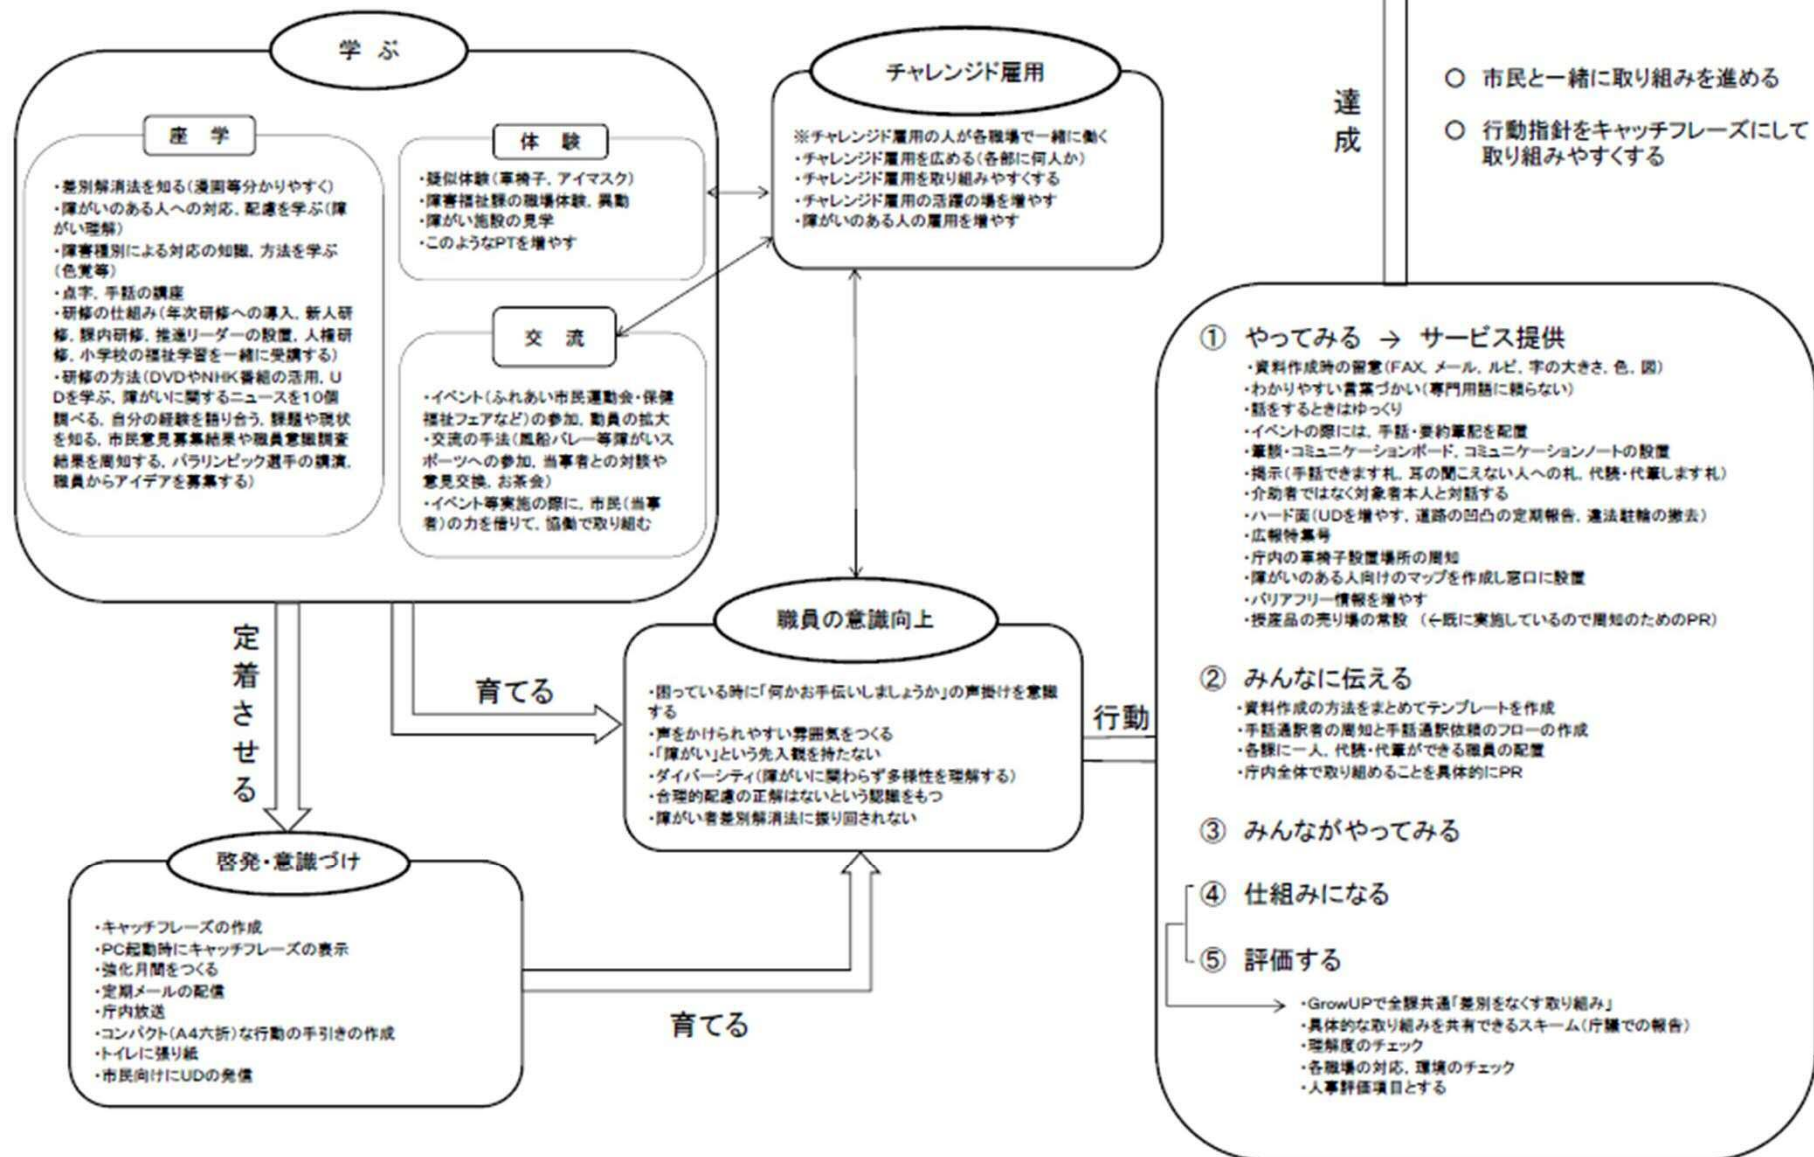 学 ぶ
座 学
・差別解消法を知る(漫画等分かりやすく)
・障がいのある人への対応、配慮を学ぶ(障
がい理解)
・障害種別による対応の知識、方法を学ぶ
(色覚等)
・点字、手話の講座
・研修の仕組み(年次研修への導入、新人研
修、課内研修、推進リーダーの設置、人権研
修、小学校の福祉学習を一緒に受講する)
・研修の方法(DVDやNHK番組の活用、U
Dを学ぶ、障がいに関するニュースを10個
調べる、自分の経験を語り合う、課題や現状
を知る、市民意見募集結果や職員意識調査
結果を周知する、パラリンピック選手の講演、
職員からアイデアを募集する)
体 験
・疑似体験(車椅子、アイマスク)
・障害福祉課の職場体験、異動
・障がい施設の見学
・このようなPTを増やす
交 流
・イベント(ふれあい市民運動会・保健
福祉フェアなど)の参加、動員の拡大
・交流の手法(風船バレー等障がいス
ポーツへの参加、当事者との対談や
意見交換、お茶会)
・イベント等実施の際に、市民(当事
者)の力を借りて、協働で取り組む
チャレンジド雇用
※チャレンジド雇用の人が各職場で一緒に働く
・チャレンジド雇用を広める(各部に何人か)
・チャレンジド雇用を取り組みやすくする
・チャレンジド雇用の活躍の場を増やす
・障がいのある人の雇用を増やす
達成
○ 市民と一緒に取り組みを進める
○ 行動指針をキャッチフレーズにして
取り組みやすくする
定着させる
育てる
職員の意識向上
・困っている時に「何かお手伝いしましょうか」の声掛けを意識
する
・声をかけられやすい雰囲気をつくる
・「障がい」という先入観を持たない
・ダイバーシティ(障がいに関わらず多様性を理解する)
・合理的配慮の正解はないという認識をもつ
・障がい者差別解消法に振り回されない
行動
啓発・意識づけ
・キャッチフレーズの作成
・PC起動時にキャッチフレーズの表示
・強化月間をつくる
・定期メールの配信
・庁内放送
・コンパクト(A4六折)な行動の手引きの作成
・トイレに張り紙
・市民向けにUDの発信
育てる
① やってみる → サービス提供
・資料作成時の留意(FAX、メール、ルビ、字の大きさ、色、図)
・わかりやすい言葉づかい(専門用語に頼らない)
・話をするときはゆっくり
・イベントの際には、手話・要約筆記を配置
・筆談・コミュニケーションボード、コミュニケーションノートの設置
・掲示(手話できます札、耳の聞こえない人への札、代読・代筆します札)
・介助者ではなく対象者本人と対話する
・ハード面(UDを増やす、道路の凹凸の定期報告、違法駐輪の撤去)
・広報特集号
・庁内の車椅子設置場所の周知
・障がいのある人向けのマップを作成し窓口に設置
・バリアフリー情報を増やす
・授産品の売り場の常設 (←既に実施しているので周知のためのPR)
② みんなに伝える
・資料作成の方法をまとめてテンプレートを作成
・手話通訳者の周知と手話通訳依頼のフローの作成
・各課に一人、代読・代筆ができる職員の配置
・庁内全体で取り組めることを具体的にPR
③ みんながやってみる
④ 仕組みになる
⑤ 評価する
・GrowUPで全課共通「差別をなくす取り組み」
・具体的な取り組みを共有できるスキーム(庁議での報告)
・理解度のチェック
・各職場の対応、環境のチェック
・人事評価項目とする